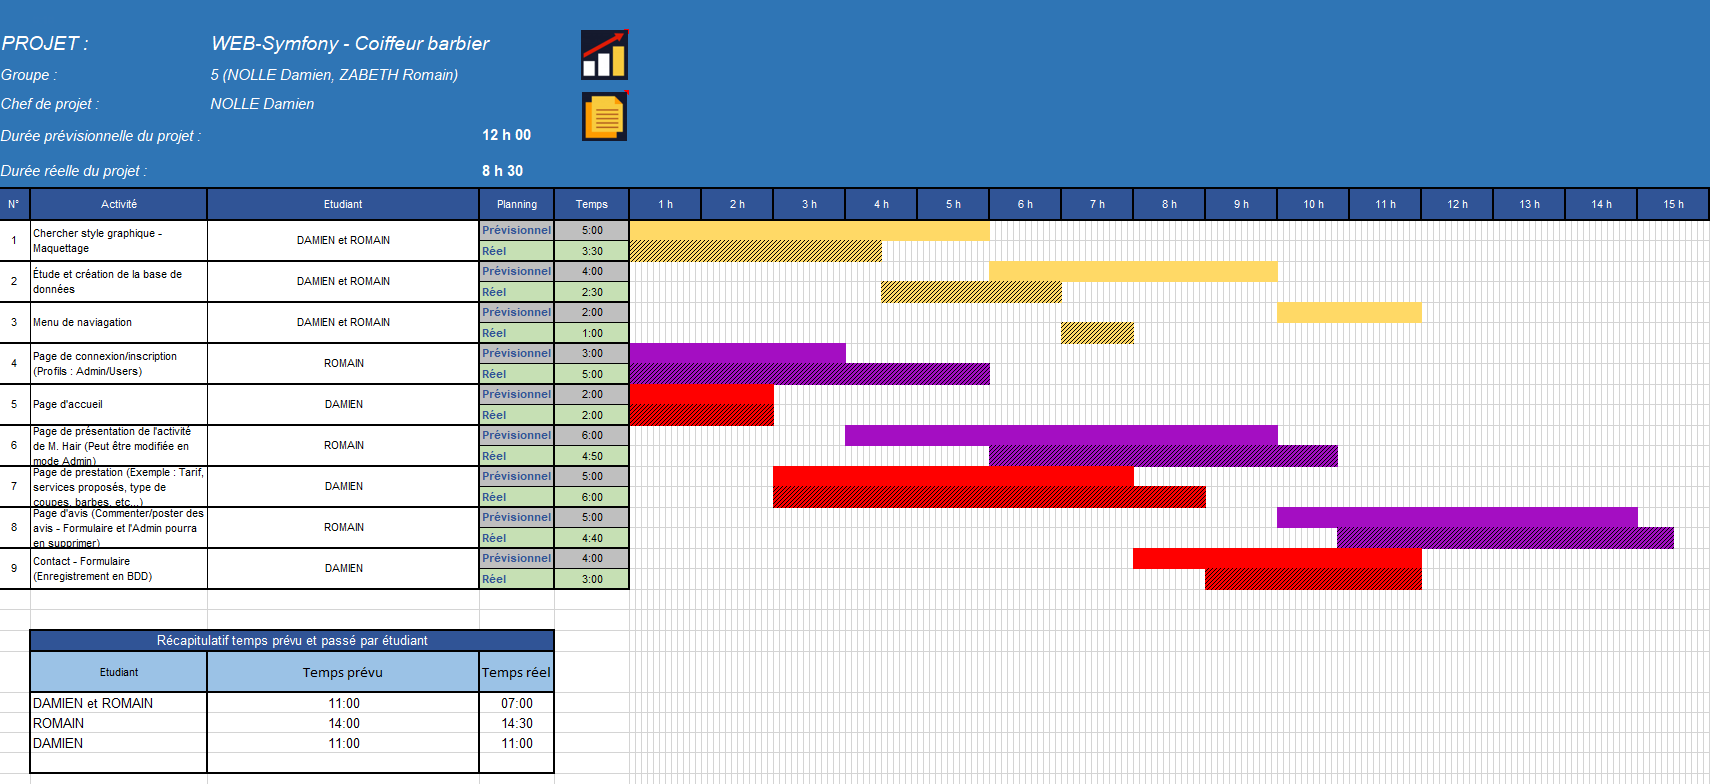 PROJET : WEB-Symfony - Coiffeur barbier
Groupe : 5 (NOLLE Damien, ZABETH Romain)
Chef de projet : NOLLE Damien
Durée prévisionnelle du projet : 12 h 00
Durée réelle du projet : 8 h 30
N° Activité Etudiant Planning Temps 1 h 2 h 3 h 4 h 5 h 6 h 7 h 8 h 9 h 10 h 11 h 12 h 13 h 14 h 15 h
1
Chercher style graphique -
Maquettage
DAMIEN et ROMAIN
Prévisionnel 5:00
Réel 3:30
2
Étude et création de la base de
données
DAMIEN et ROMAIN
Prévisionnel 4:00
Réel 2:30
3
Menu de naviagation
DAMIEN et ROMAIN
Prévisionnel 2:00
Réel 1:00
4
Page de connexion/inscription
(Profils : Admin/Users)
ROMAIN
Prévisionnel 3:00
Réel 5:00
5
Page d'accueil
DAMIEN
Prévisionnel 2:00
Réel 2:00
6
Page de présentation de l'activité
de M. Hair (Peut être modifiée en
mode Admin)
ROMAIN
Prévisionnel 6:00
Réel 4:50
7
Page de prestation (Exemple : Tarif,
services proposés, type de
coupes, barbes, etc...)
DAMIEN
Prévisionnel 5:00
Réel 6:00
8
Page d'avis (Commenter/poster des
avis - Formulaire et l'Admin pourra
en supprimer)
ROMAIN
Prévisionnel 5:00
Réel 4:40
9
Contact - Formulaire
(Enregistrement en BDD)
DAMIEN
Prévisionnel 4:00
Réel 3:00
Récapitulatif temps prévu et passé par étudiant
Etudiant Temps prévu Temps réel
DAMIEN et ROMAIN 11:00 07:00
ROMAIN 14:00 14:30
DAMIEN 11:00 11:00